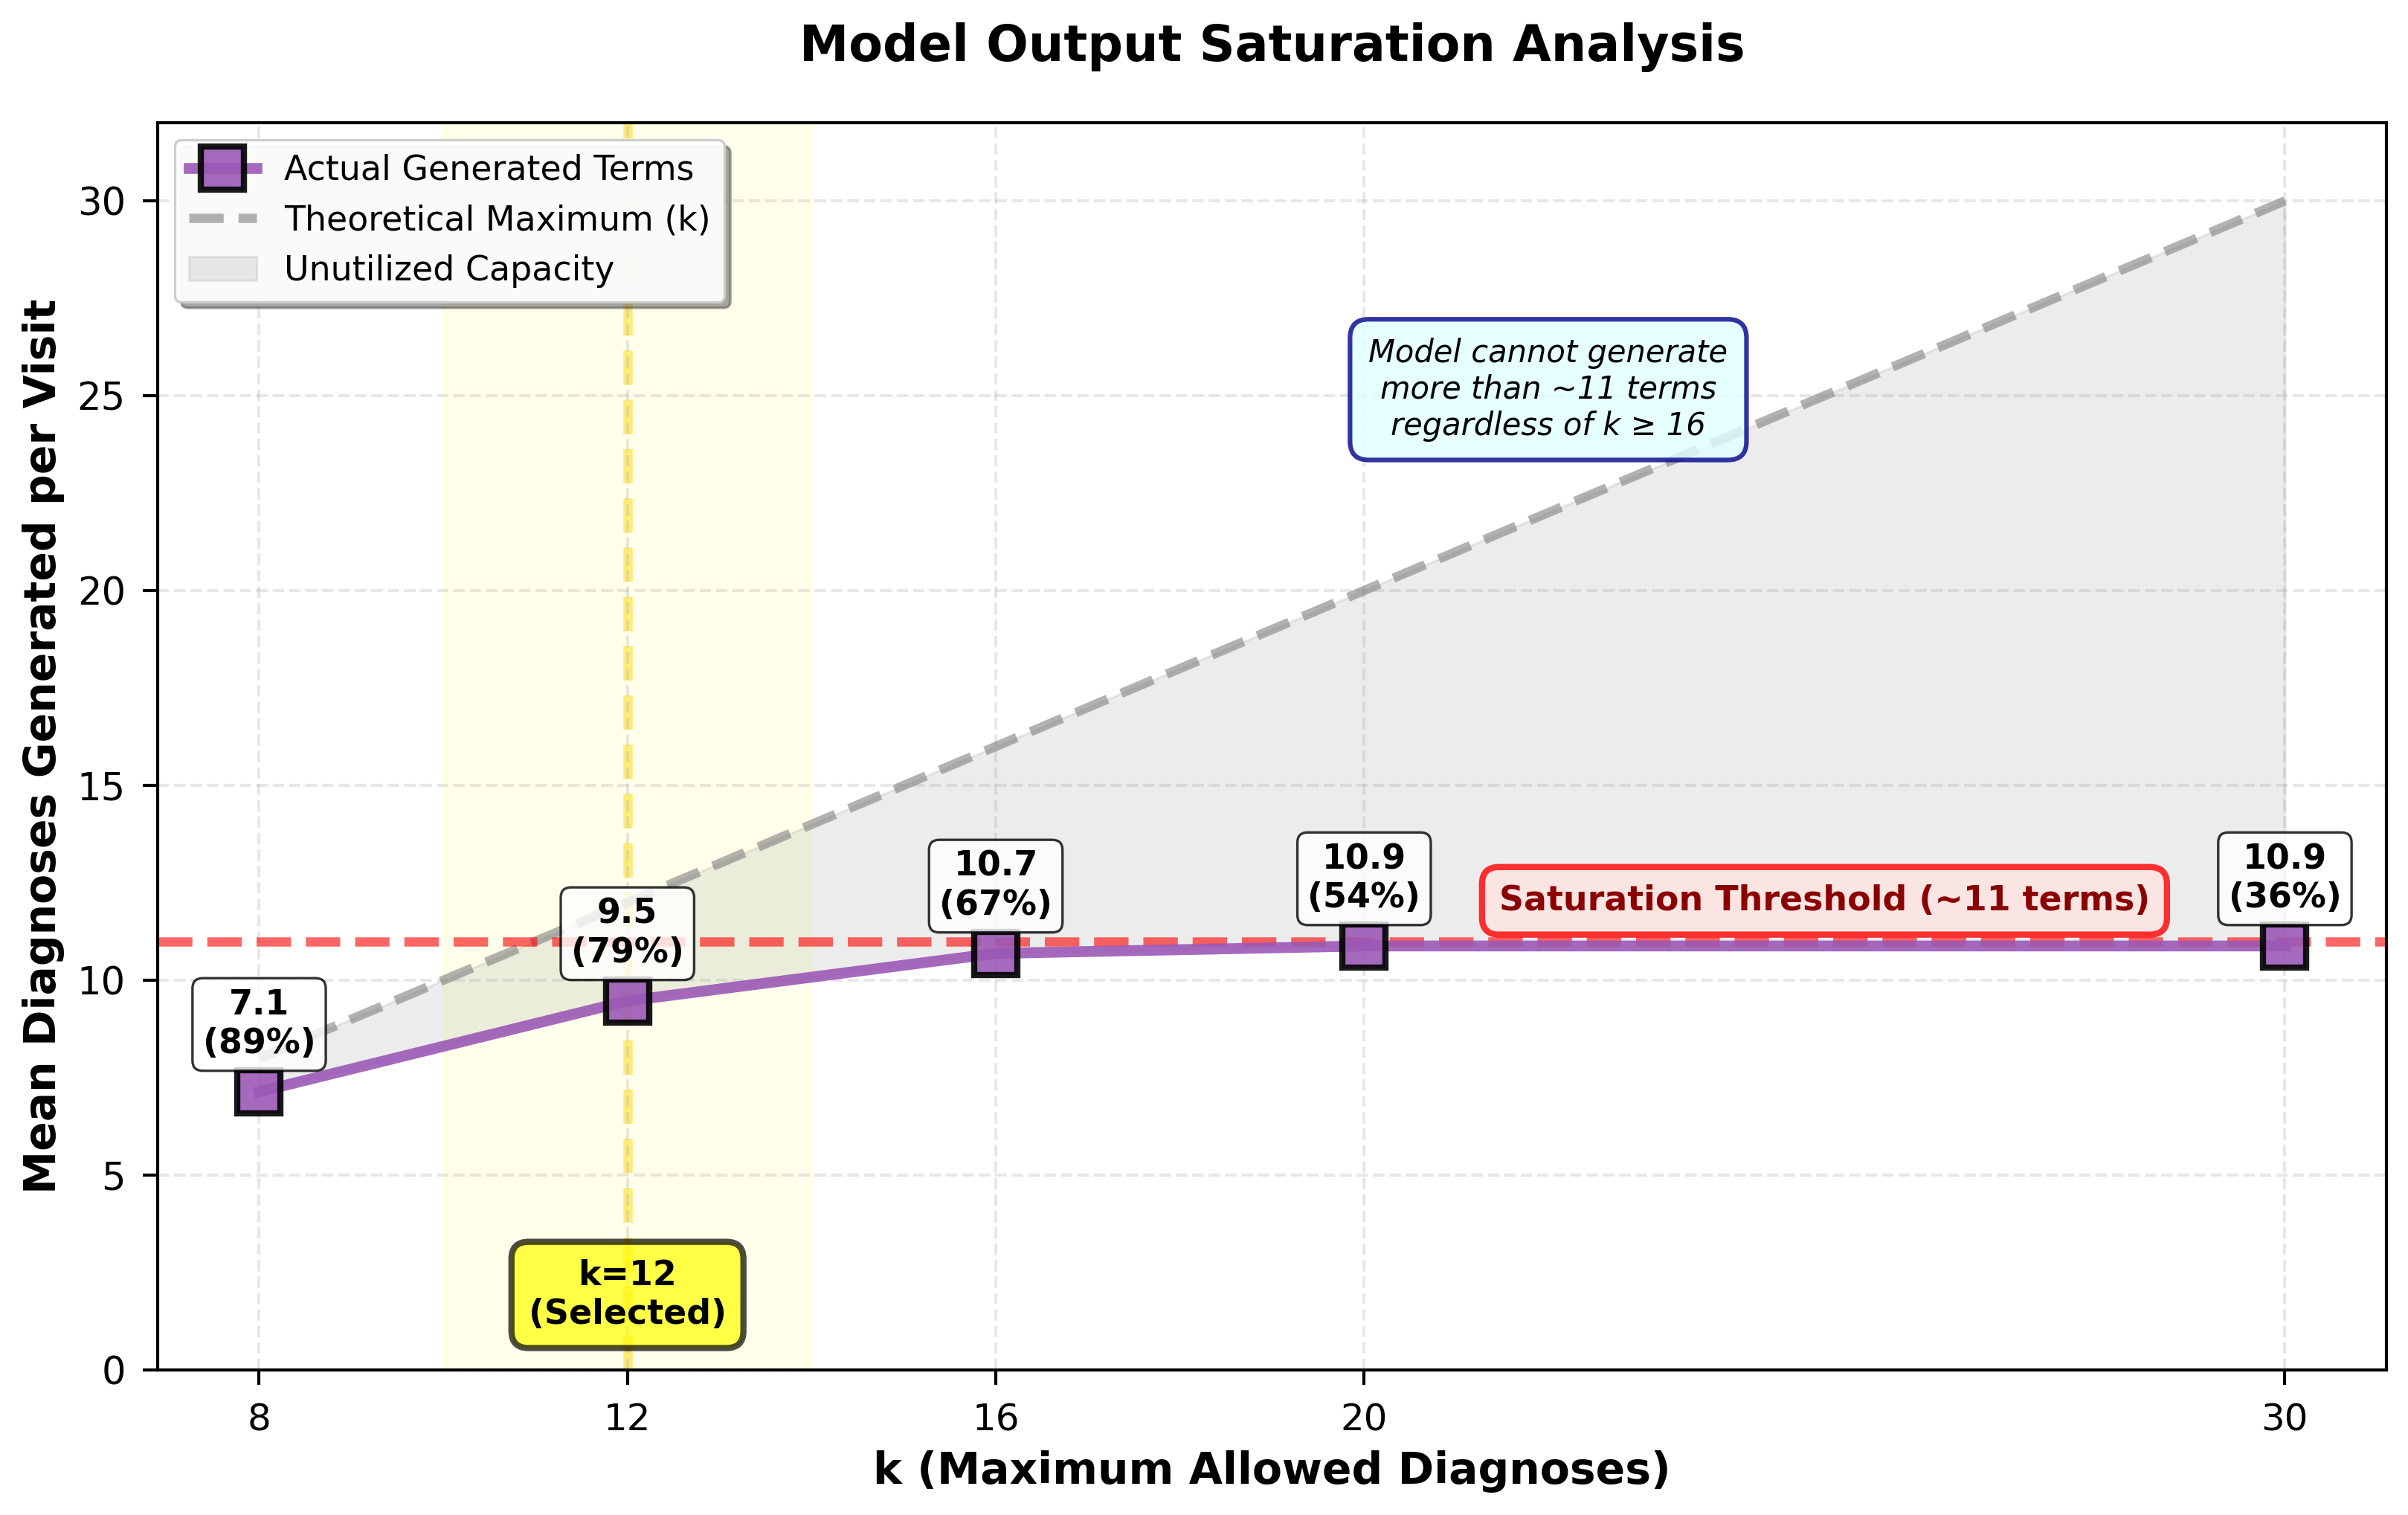 Model Output Saturation Analysis
Actual Generated Terms
Theoretical Maximum (k)
Unutilized Capacity
Mean Diagnoses Generated per Visit
30
25
20
15
10
5
0
Model cannot generate
more than ~11 terms
regardless of k ≥ 16
7.1
(89%)
9.5
(79%)
10.7
(67%)
10.9
(54%)
Saturation Threshold (~11 terms)
10.9
(36%)
k=12
(Selected)
8
12
16
20
30
k (Maximum Allowed Diagnoses)